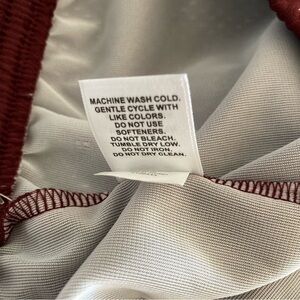 MACHINE WASH COLD.
GENTLE CYCLE WITH
LIKE COLORS.
DO NOT USE
SOFTENERS.
DO NOT BLEACH.
TUMBLE DRY LOW.
DO NOT IRON.
DO NOT DRY CLEAN.